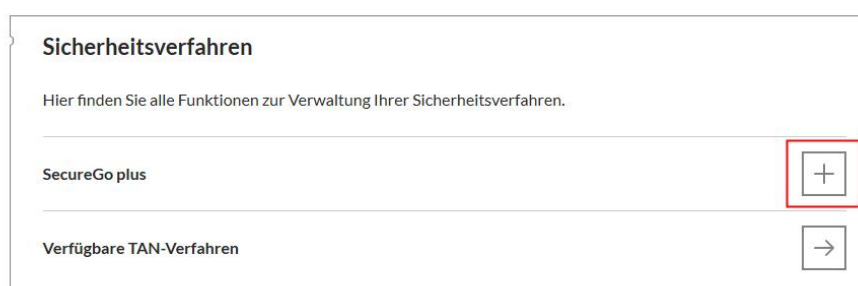 Sicherheitsverfahren
Hier finden Sie alle Funktionen zur Verwaltung Ihrer Sicherheitsverfahren.
SecureGo plus
Verfügbare TAN-Verfahren